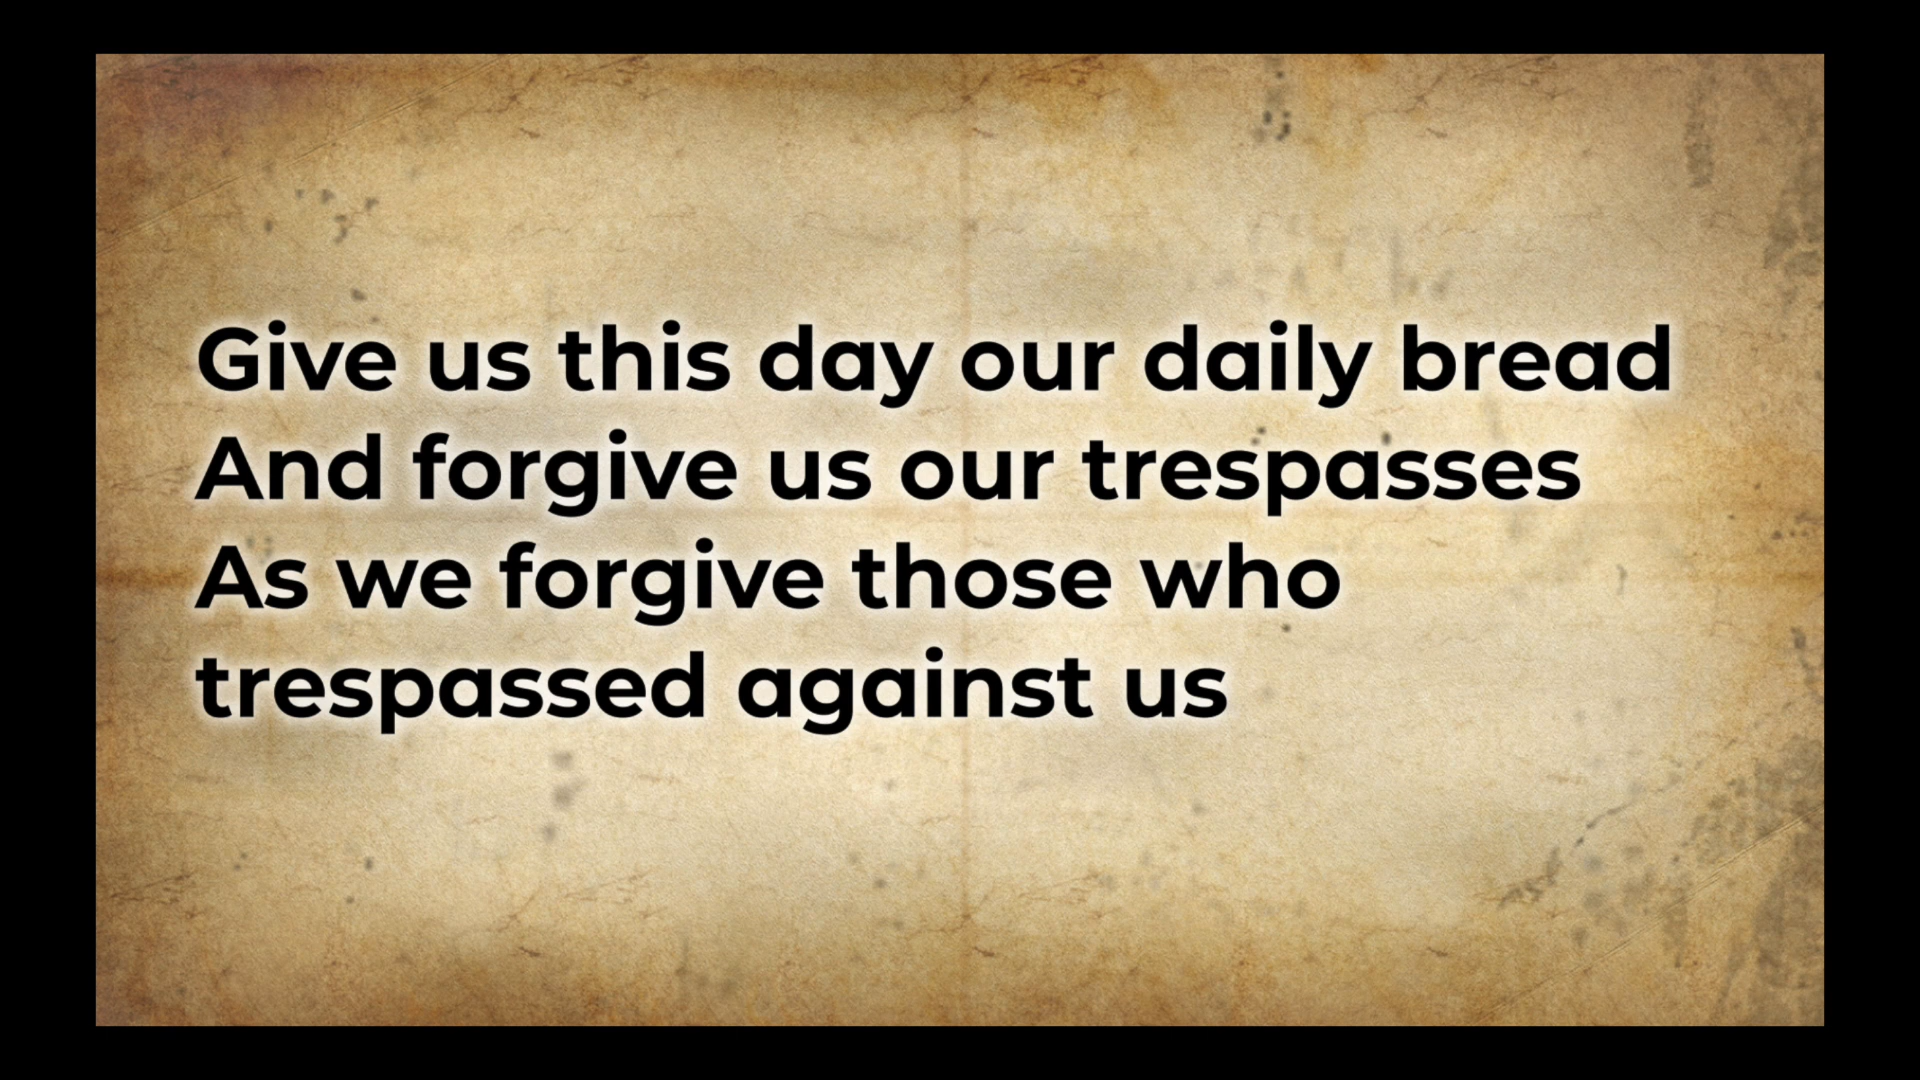 Give us this day our daily bread
And forgive us our trespasses
As we forgive those who
trespassed against us